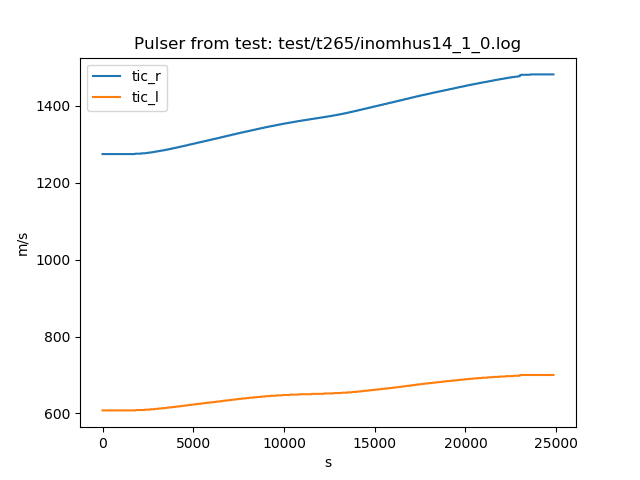 Pulser from test: test/t265/inomhus14_1_0.log
tic_r
tic_l
1400
1200
1000
800
600
m/s
0 5000 10000 15000 20000 25000
s